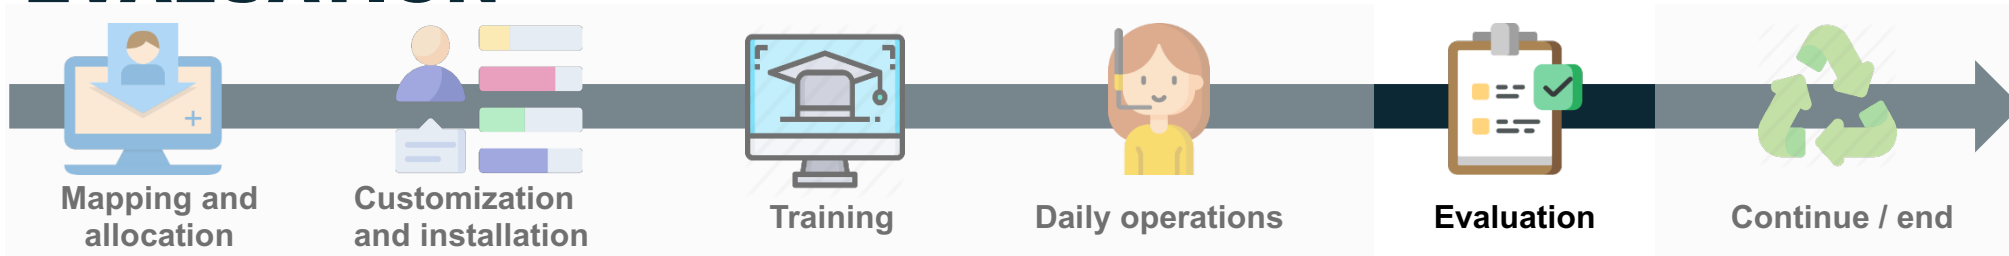 Mapping and
allocation
Customization
and installation
Training
Daily operations
Evaluation
Continue / end